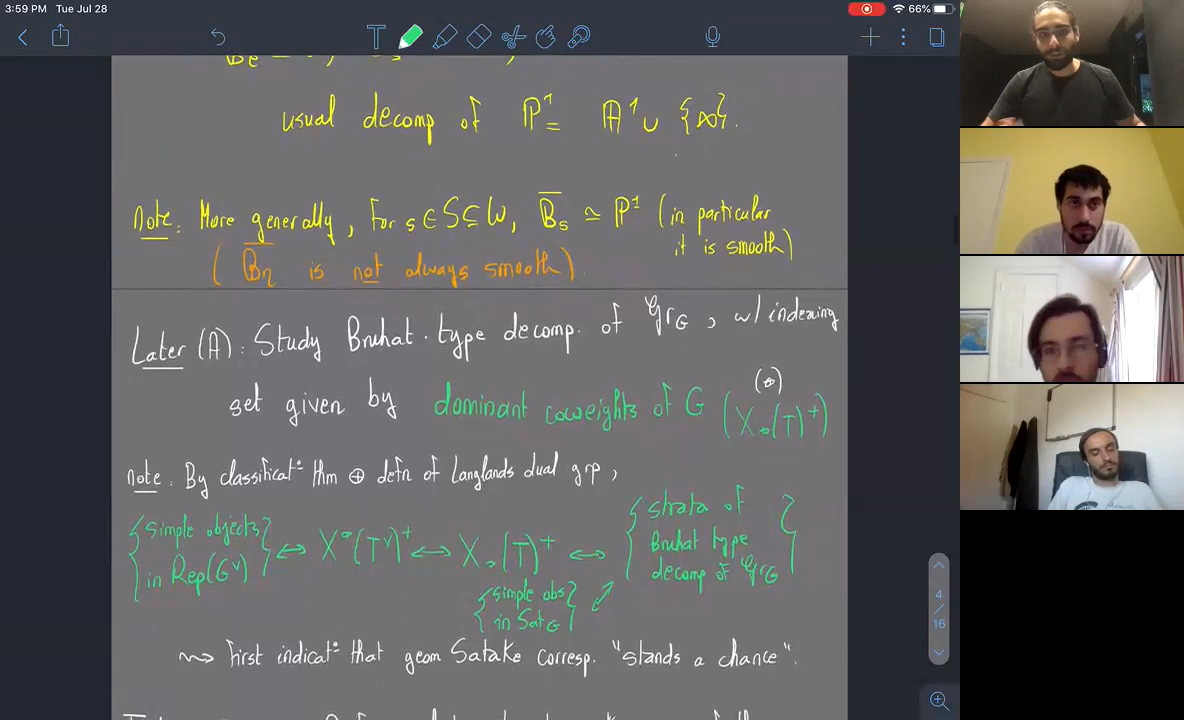 3:59 PM Tue Jul 28
66%
usual decomp of ℙ¹ = 𝔸¹ ∪ {∞}.
Note: More generally, for s ∈ S ⊆ W, B̅s ≃ ℙ¹ (in particular
it is smooth)
( is not always smooth)
Later (A): Study Bruhat-type decomp. of GrG, w/ indexing
set given by dominant coweights of G (X•(T)⁺)
note: By classificat° thm ⊕ defn of Langlands dual grp,
{simple objects in Rep(G^∨)} ↔ X•(T^∨)⁺ ↔ X•(T)⁺ ↔ {strata of Bruhat type decomp of GrG}
{simple obs in SatG}
⇝ First indicat° that geom Satake corresp. "stands a chance".
4
/
16